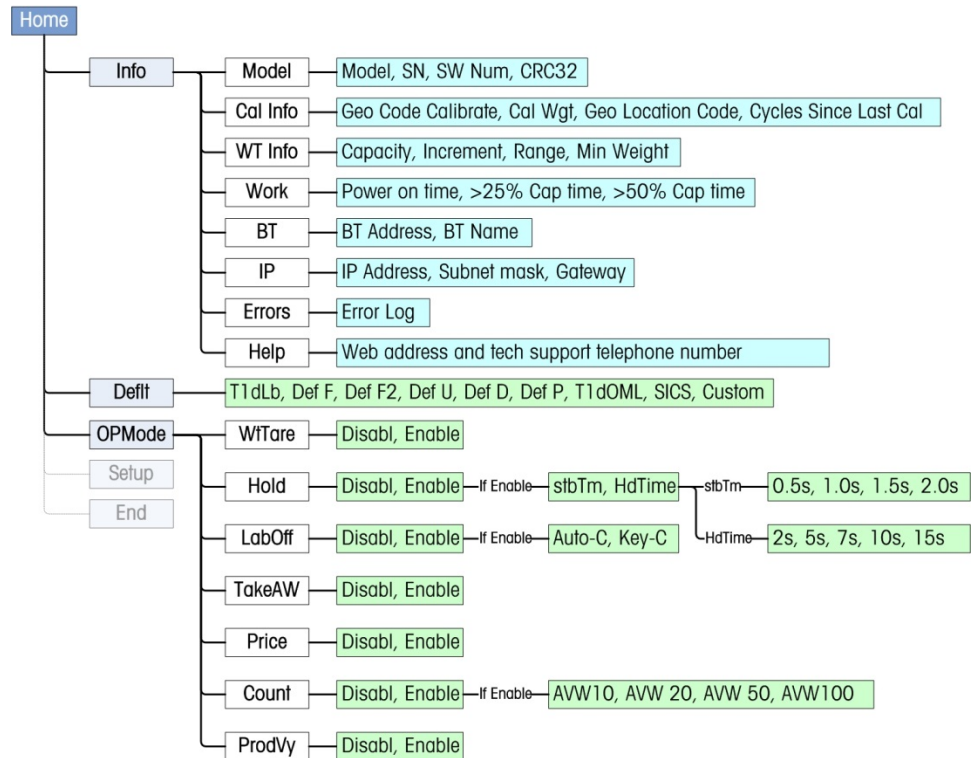 Home
Info
Model
Model, SN, SW Num, CRC32
Cal Info
Geo Code Calibrate, Cal Wgt, Geo Location Code, Cycles Since Last Cal
WT Info
Capacity, Increment, Range, Min Weight
Work
Power on time, >25% Cap time, >50% Cap time
BT
BT Address, BT Name
IP
IP Address, Subnet mask, Gateway
Errors
Error Log
Help
Web address and tech support telephone number
Deflt
T1dLb, Def F, Def F2, Def U, Def D, Def P, T1dOML, SICS, Custom
OPMode
WtTare
Disabl, Enable
Setup
Hold
Disabl, Enable
If Enable
stbTm, HdTime
stbTm
0.5s, 1.0s, 1.5s, 2.0s
End
LabOff
Disabl, Enable
If Enable
Auto-C, Key-C
HdTime
2s, 5s, 7s, 10s, 15s
TakeAW
Disabl, Enable
Price
Disabl, Enable
Count
Disabl, Enable
If Enable
AVW10, AVW 20, AVW 50, AVW100
ProdVy
Disabl, Enable